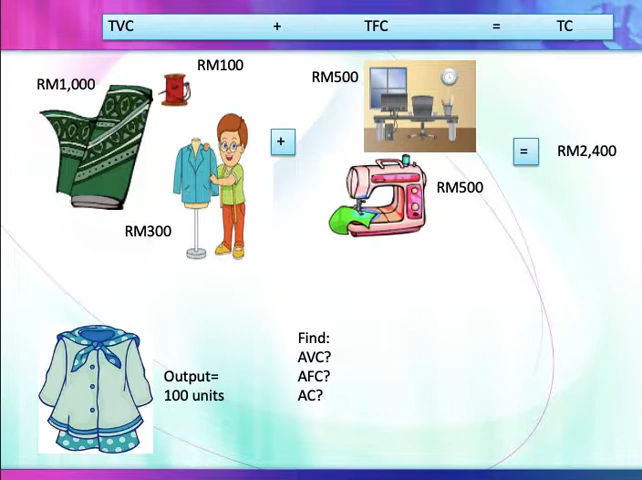 TVC + TFC = TC
RM100
RM1,000
RM500
+
=
RM2,400
RM500
RM300
Find:
AVC?
Output=
AFC?
100 units
AC?